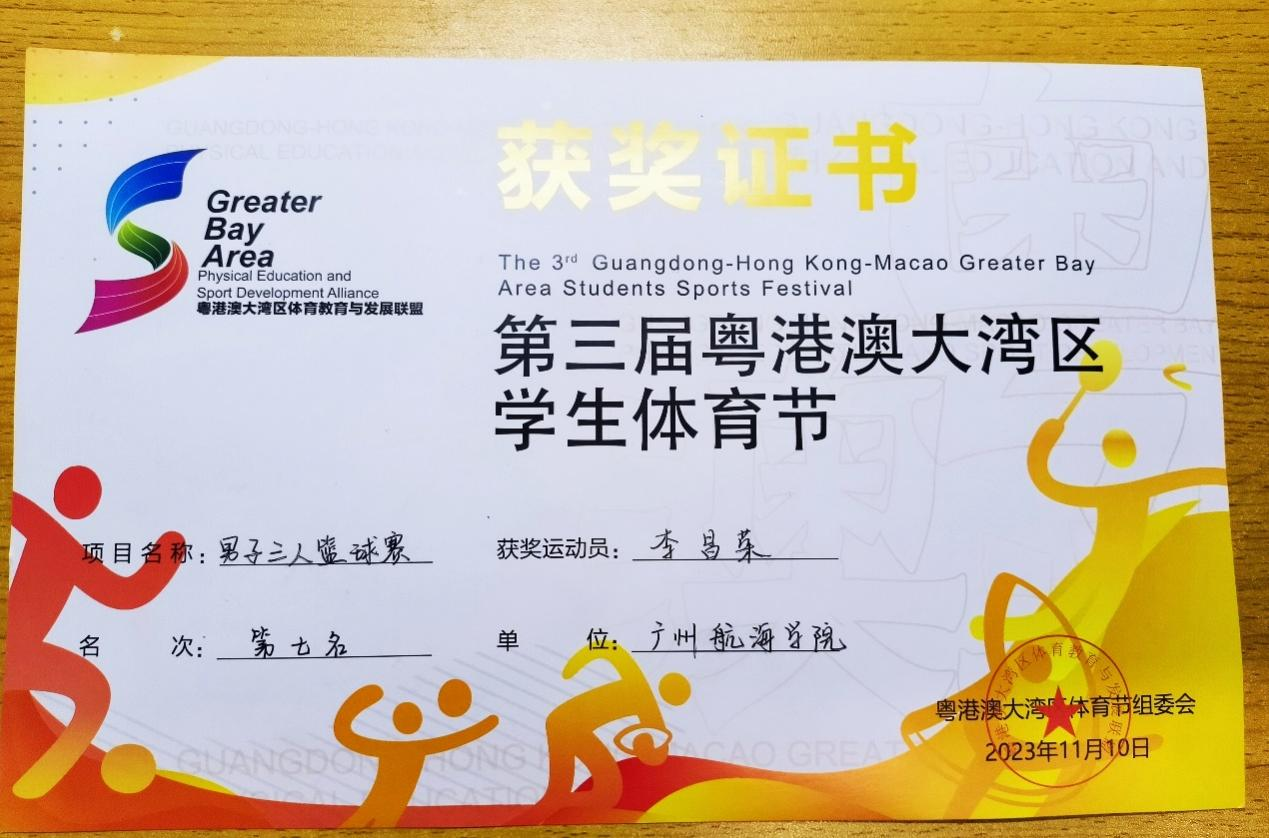 获奖证书
Greater
Bay
Area
Physical Education and
Sport Development Alliance
粤港澳大湾区体育教育与发展联盟
The 3rd Guangdong-Hong Kong-Macao Greater Bay
Area Students Sports Festival
第三届粤港澳大湾区
学生体育节
项目名称：男子三人篮球赛
获奖运动员：李昌荣
名 次：第七名
单 位：广州航海学院
粤港澳大湾区体育节组委会
2023年11月10日